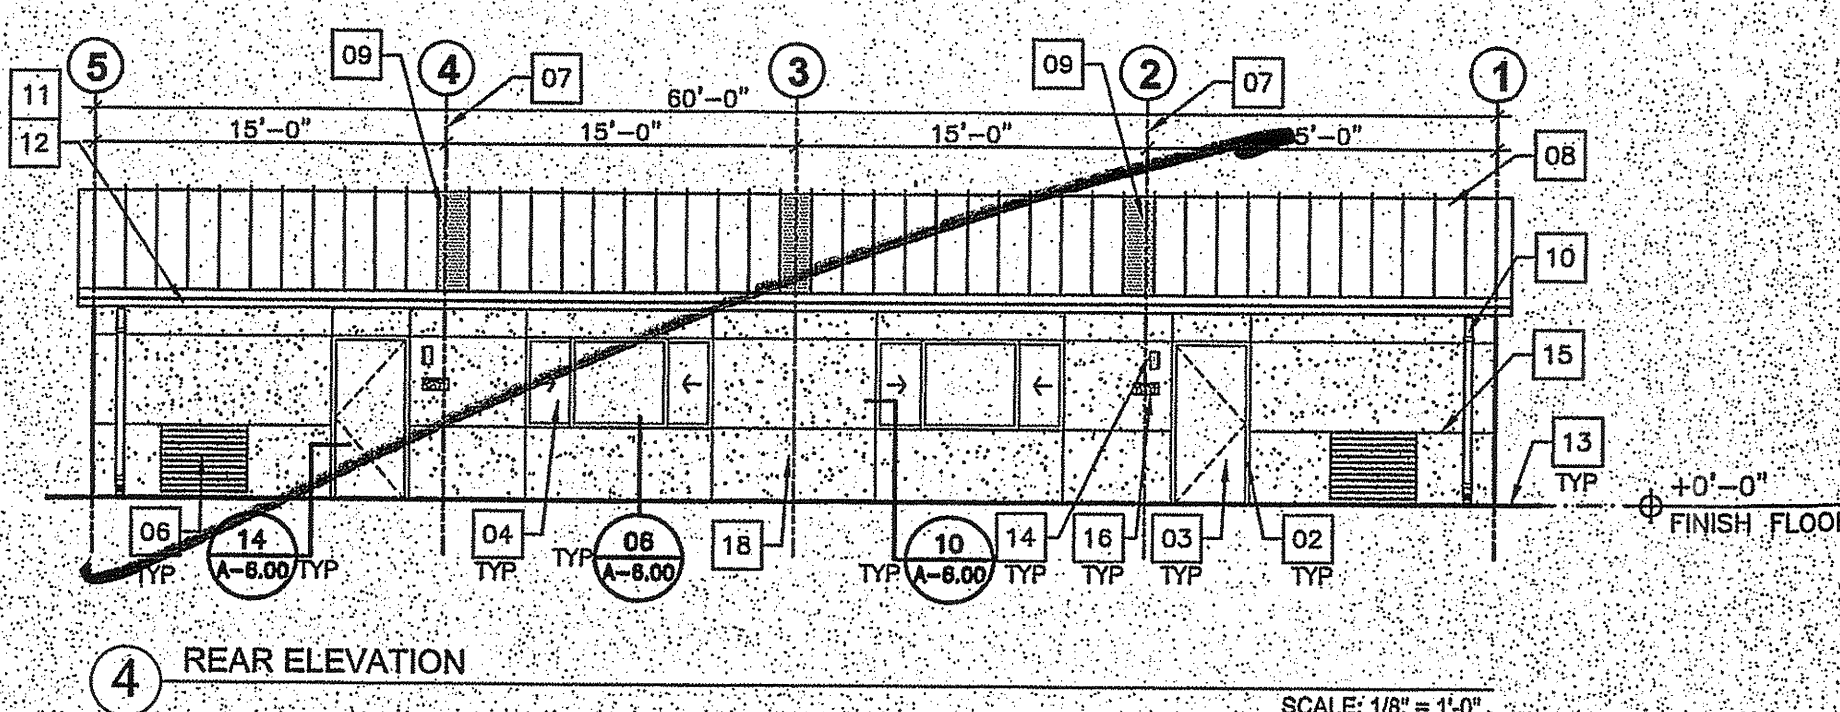 5 09 4 07 3 09 2 07 1
11
12
60'-0"
15'-0" 15'-0" 15'-0" 5'-0"
08
10
15
13
TYP
+0'-0"
FINISH FLOOR
06
TYP
14
A-6.00
TYP
04
TYP
TYP
06
A-6.00
18
TYP
10
A-6.00
14
TYP
16
TYP
03
TYP
02
TYP
4 REAR ELEVATION
SCALE: 1/8" = 1'-0"